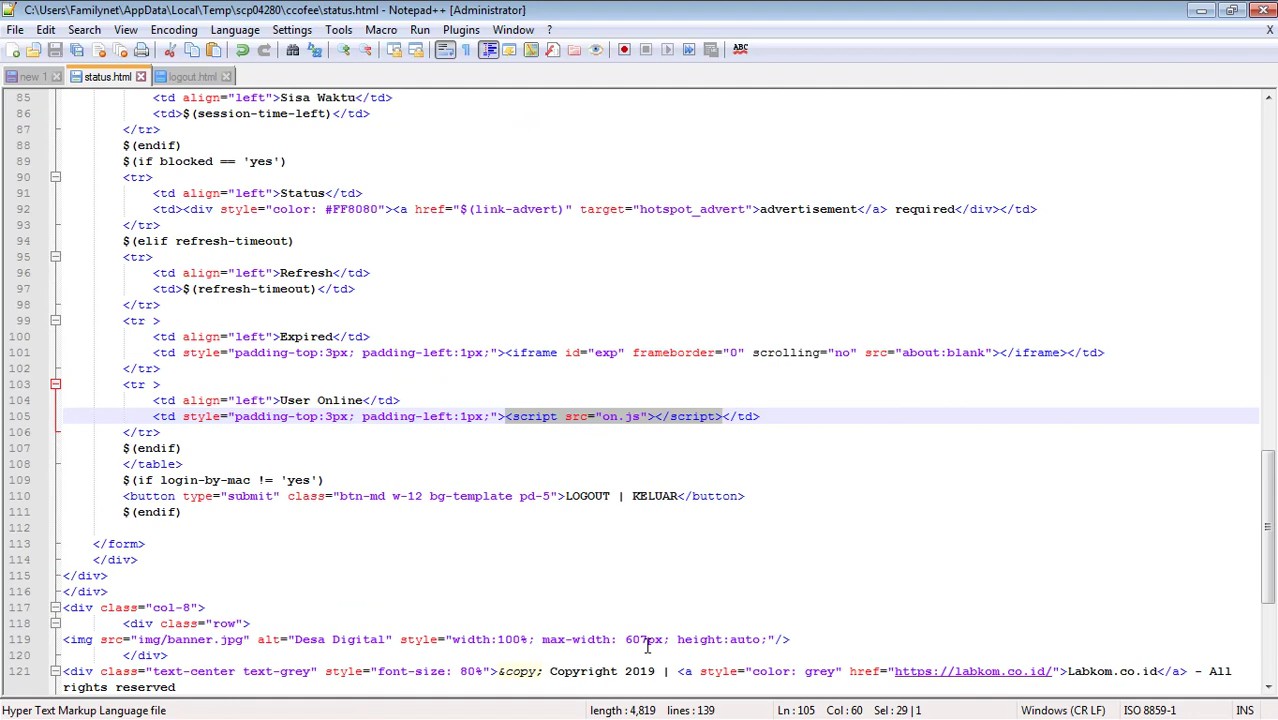 C:\Users\Familynet\AppData\Local\Temp\scp04280\ccofee\status.html - Notepad++ [Administrator]
File Edit Search View Encoding Language Settings Tools Macro Run Plugins Window ? X
ABC
new 1 status.html logout.html
85 <td align="left">Sisa Waktu</td>
86 <td>$(session-time-left)</td>
87 </tr>
88 $(endif)
89 $(if blocked == 'yes')
90 <tr>
91 <td align="left">Status</td>
92 <td><div style="color: #FF8080"><a href="$(link-advert)" target="hotspot_advert">advertisement</a> required</div></td>
93 </tr>
94 $(elif refresh-timeout)
95 <tr>
96 <td align="left">Refresh</td>
97 <td>$(refresh-timeout)</td>
98 </tr>
99 <tr >
100 <td align="left">Expired</td>
101 <td style="padding-top:3px; padding-left:1px;"><iframe id="exp" frameborder="0" scrolling="no" src="about:blank"></iframe></td>
102 </tr>
103 <tr >
104 <td align="left">User Online</td>
105 <td style="padding-top:3px; padding-left:1px;"><script src="on.js"></script></td>
106 </tr>
107 $(endif)
108 </table>
109 $(if login-by-mac != 'yes')
110 <button type="submit" class="btn-md w-12 bg-template pd-5">LOGOUT | KELUAR</button>
111 $(endif)
112
113 </form>
114 </div>
115 </div>
116 </div>
117 <div class="col-8">
118 <div class="row">
119 <img src="img/banner.jpg" alt="Desa Digital" style="width:100%; max-width: 607px; height:auto;"/>
120 </div>
121 <div class="text-center text-grey" style="font-size: 80%">&copy; Copyright 2019 | <a style="color: grey" href="https://labkom.co.id/">Labkom.co.id</a> - All
rights reserved
Hyper Text Markup Language file length : 4,819 lines : 139 Ln : 105 Col : 60 Sel : 29 | 1 Windows (CR LF) ISO 8859-1 INS